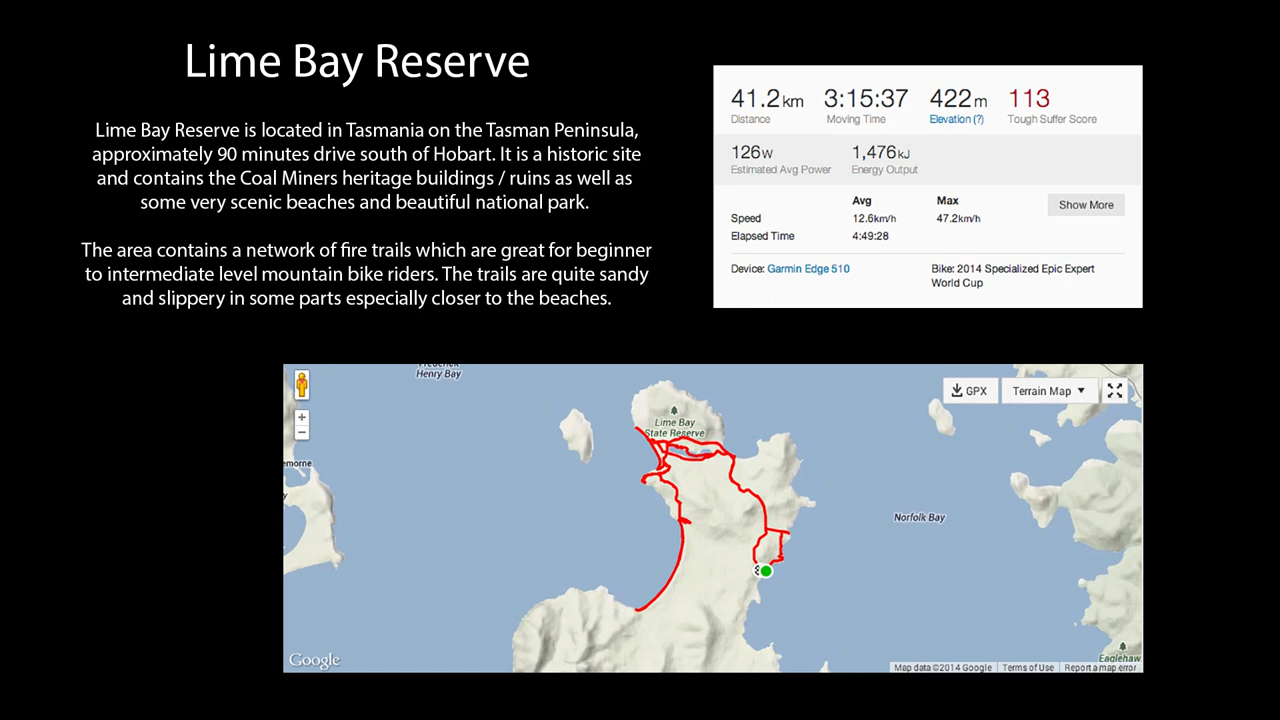 Lime Bay Reserve
Lime Bay Reserve is located in Tasmania on the Tasman Peninsula,
approximately 90 minutes drive south of Hobart. It is a historic site
and contains the Coal Miners heritage buildings / ruins as well as
some very scenic beaches and beautiful national park.
The area contains a network of fire trails which are great for beginner
to intermediate level mountain bike riders. The trails are quite sandy
and slippery in some parts especially closer to the beaches.
41.2km 3:15:37 422m 113
Distance Moving Time Elevation (?) Tough Suffer Score
126W 1,476kJ
Estimated Avg Power Energy Output
Avg Max
Show More
Speed 12.6km/h 47.2km/h
Elapsed Time 4:49:28
Device: Garmin Edge 510 Bike: 2014 Specialized Epic Expert
World Cup
Henry Bay
GPX Terrain Map
+
−
Lime Bay
State Reserve
emorne
y
Norfolk Bay
Eaglehaw
Google
Map data ©2014 Google Terms of Use Report a map error